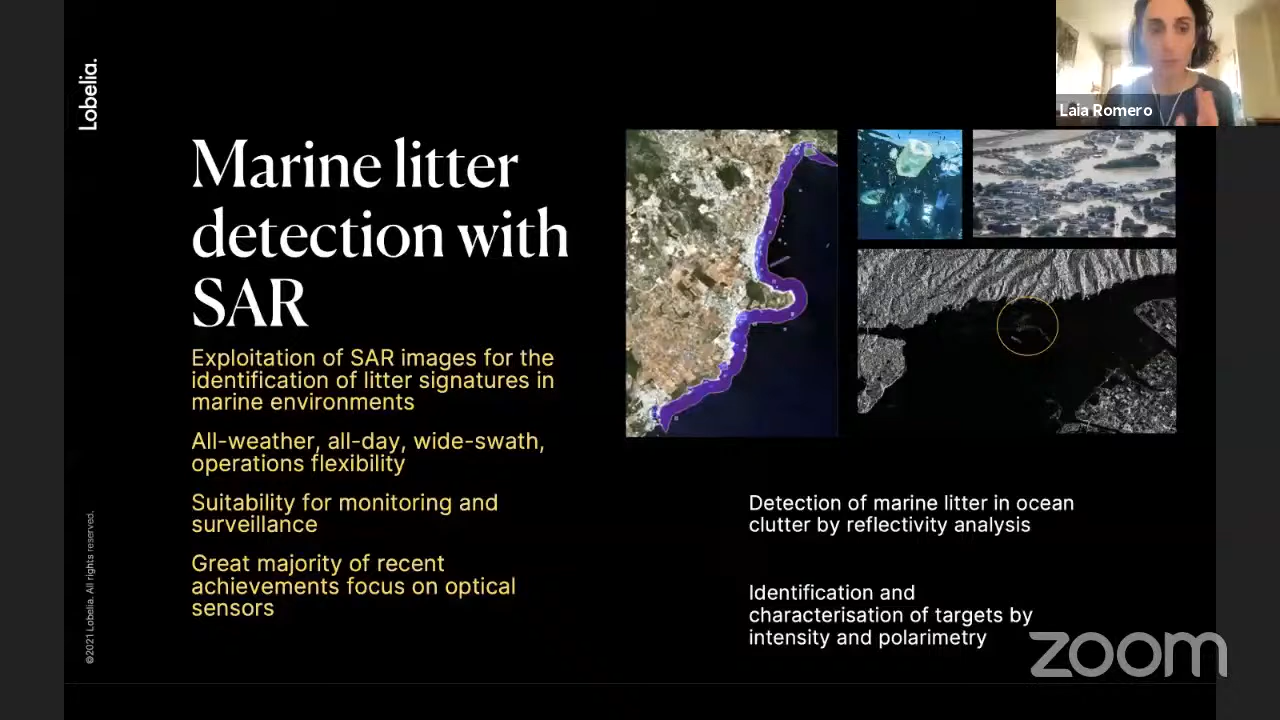 Lobelia.
Laia Romero
Marine litter
detection with
SAR
Exploitation of SAR images for the
identification of litter signatures in
marine environments
All-weather, all-day, wide-swath,
operations flexibility
Suitability for monitoring and
surveillance
Great majority of recent
achievements focus on optical
sensors
Detection of marine litter in ocean
clutter by reflectivity analysis
Identification and
characterisation of targets by
intensity and polarimetry
©2021 Lobelia. All rights reserved.
zoom